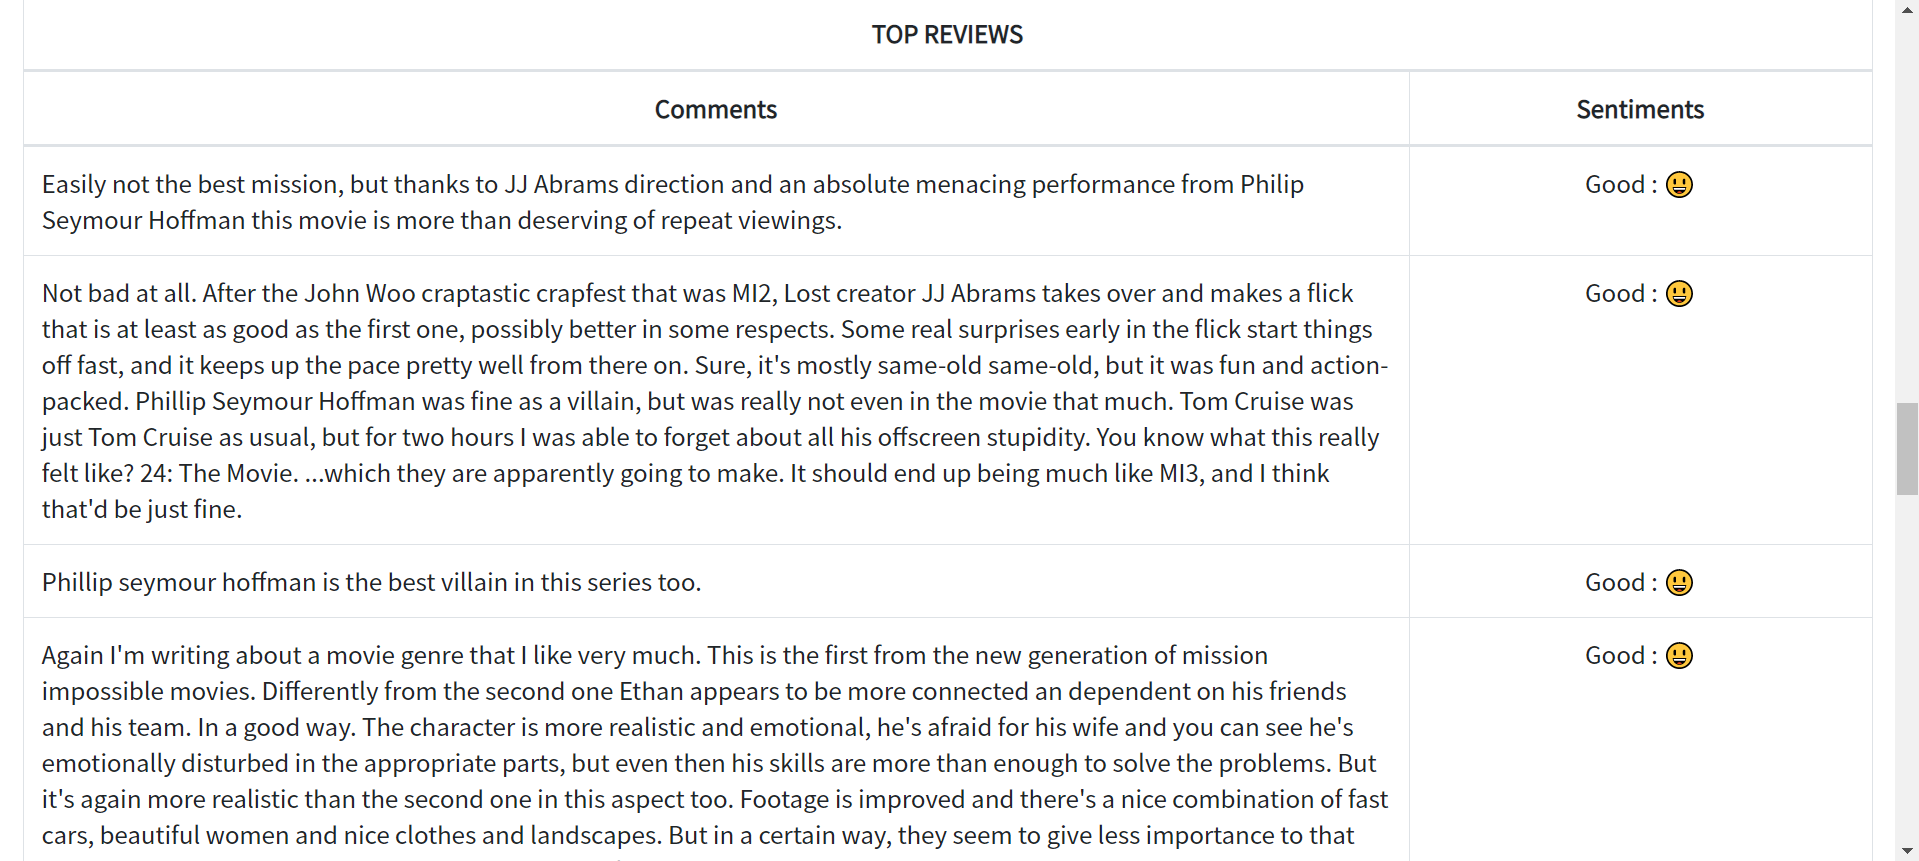 TOP REVIEWS
Comments
Sentiments
Easily not the best mission, but thanks to JJ Abrams direction and an absolute menacing performance from Philip
Seymour Hoffman this movie is more than deserving of repeat viewings.
Good : 😃
Not bad at all. After the John Woo craptastic crapfest that was MI2, Lost creator JJ Abrams takes over and makes a flick
that is at least as good as the first one, possibly better in some respects. Some real surprises early in the flick start things
off fast, and it keeps up the pace pretty well from there on. Sure, it's mostly same-old same-old, but it was fun and action-
packed. Phillip Seymour Hoffman was fine as a villain, but was really not even in the movie that much. Tom Cruise was
just Tom Cruise as usual, but for two hours I was able to forget about all his offscreen stupidity. You know what this really
felt like? 24: The Movie. ...which they are apparently going to make. It should end up being much like MI3, and I think
that'd be just fine.
Good : 😃
Phillip seymour hoffman is the best villain in this series too.
Good : 😃
Again I'm writing about a movie genre that I like very much. This is the first from the new generation of mission
impossible movies. Differently from the second one Ethan appears to be more connected an dependent on his friends
and his team. In a good way. The character is more realistic and emotional, he's afraid for his wife and you can see he's
emotionally disturbed in the appropriate parts, but even then his skills are more than enough to solve the problems. But
it's again more realistic than the second one in this aspect too. Footage is improved and there's a nice combination of fast
cars, beautiful women and nice clothes and landscapes. But in a certain way, they seem to give less importance to that
Good : 😃